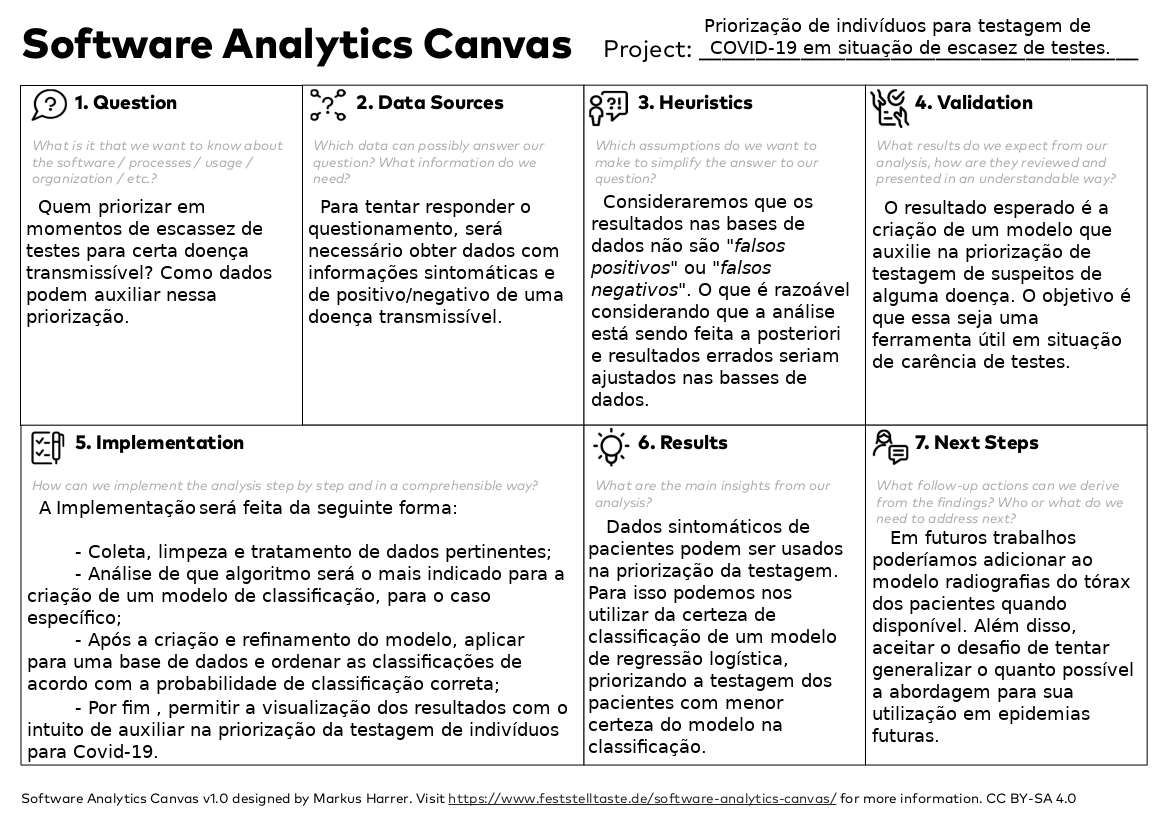 Software Analytics Canvas
Project:
Priorização de indivíduos para testagem de
COVID-19 em situação de escasez de testes.
1. Question
What is it that we want to know about
the software / processes / usage /
organization / etc.?
Quem priorizar em
momentos de escassez de
testes para certa doença
transmissível? Como dados
podem auxiliar nessa
priorização.
2. Data Sources
Which data can possibly answer our
question? What information do we
need?
Para tentar responder o
questionamento, será
necessário obter dados com
informações sintomáticas e
de positivo/negativo de uma
doença transmissível.
3. Heuristics
Which assumptions do we want to
make to simplify the answer to our
question?
Consideraremos que os
resultados nas bases de
dados não são "falsos
positivos" ou "falsos
negativos". O que é razoável
considerando que a análise
está sendo feita a posteriori
e resultados errados seriam
ajustados nas basses de
dados.
4. Validation
What results do we expect from our
analysis, how are they reviewed and
presented in an understandable way?
O resultado esperado é a
criação de um modelo que
auxilie na priorização de
testagem de suspeitos de
alguma doença. O objetivo é
que essa seja uma
ferramenta útil em situação
de carência de testes.
5. Implementation
How can we implement the analysis step by step and in a comprehensible way?
A Implementação será feita da seguinte forma:
- Coleta, limpeza e tratamento de dados pertinentes;
- Análise de que algoritmo será o mais indicado para a
criação de um modelo de classificação, para o caso
específico;
- Após a criação e refinamento do modelo, aplicar
para uma base de dados e ordenar as classificações de
acordo com a probabilidade de classificação correta;
- Por fim , permitir a visualização dos resultados com o
intuito de auxiliar na priorização da testagem de indivíduos
para Covid-19.
6. Results
What are the main insights from our
analysis?
Dados sintomáticos de
pacientes podem ser usados
na priorização da testagem.
Para isso podemos nos
utilizar da certeza de
classificação de um modelo
de regressão logística,
priorizando a testagem dos
pacientes com menor
certeza do modelo na
classificação.
7. Next Steps
What follow-up actions can we derive
from the findings? Who or what do we
need to address next?
Em futuros trabalhos
poderíamos adicionar ao
modelo radiografias do tórax
dos pacientes quando
disponível. Além disso,
aceitar o desafio de tentar
generalizar o quanto possível
a abordagem para sua
utilização em epidemias
futuras.
Software Analytics Canvas v1.0 designed by Markus Harrer. Visit https://www.feststelltaste.de/software-analytics-canvas/ for more information. CC BY-SA 4.0